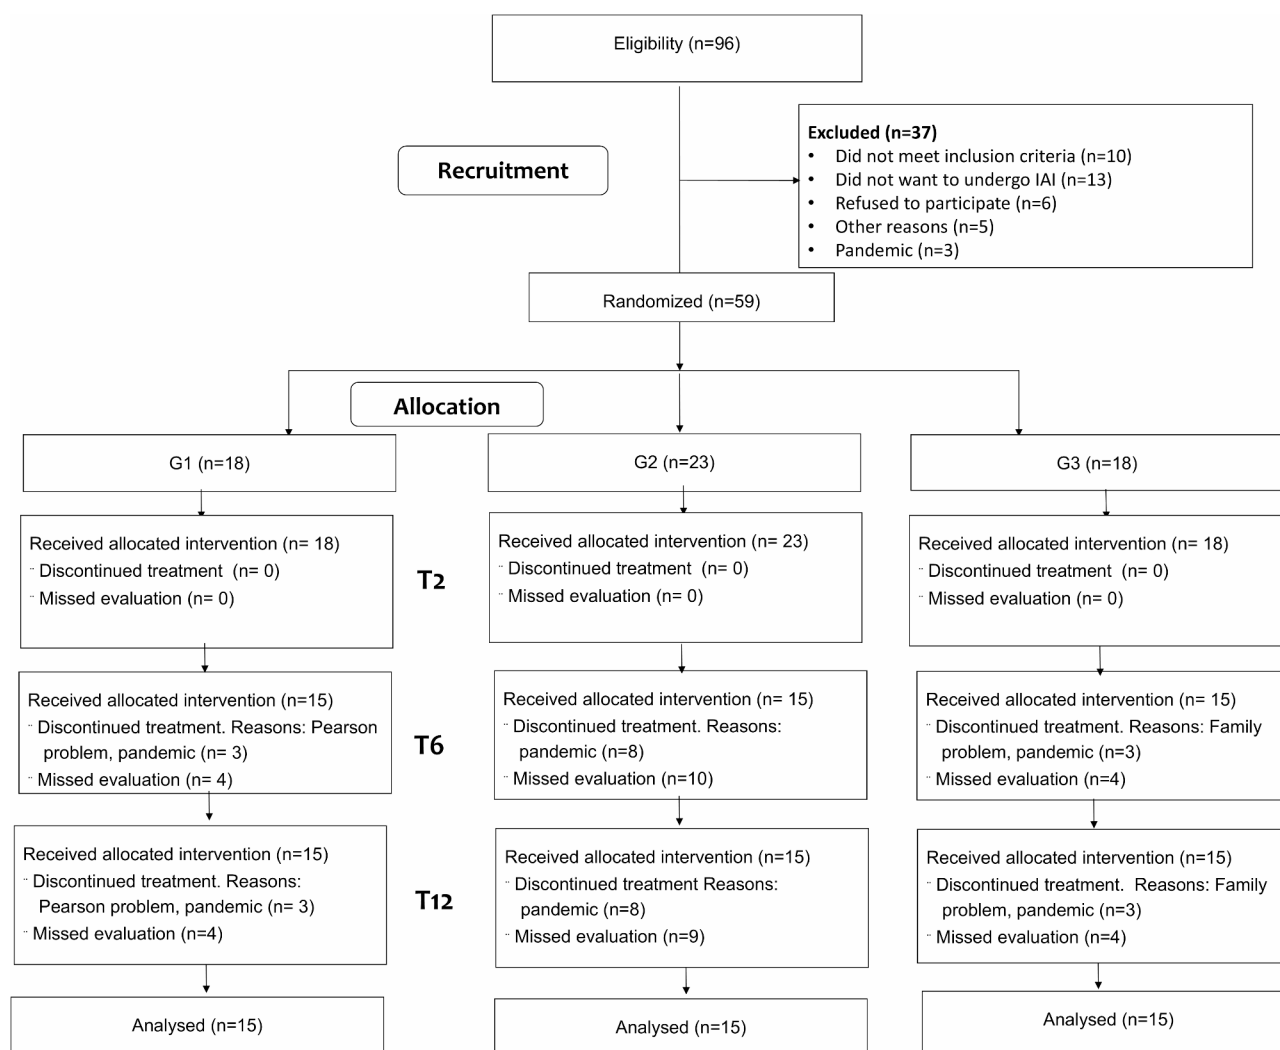 Eligibility (n=96)
Recruitment
Excluded (n=37)
• Did not meet inclusion criteria (n=10)
• Did not want to undergo IAI (n=13)
• Refused to participate (n=6)
• Other reasons (n=5)
• Pandemic (n=3)
Randomized (n=59)
Allocation
G1 (n=18)
G2 (n=23)
G3 (n=18)
Received allocated intervention (n= 18)
¨ Discontinued treatment  (n= 0)
¨ Missed evaluation (n= 0)
T2
Received allocated intervention (n= 23)
¨ Discontinued treatment  (n= 0)
¨ Missed evaluation (n= 0)
Received allocated intervention (n= 18)
¨ Discontinued treatment  (n= 0)
¨ Missed evaluation (n= 0)
Received allocated intervention (n=15)
¨ Discontinued treatment. Reasons: Pearson
problem, pandemic (n= 3)
¨ Missed evaluation (n= 4)
T6
Received allocated intervention (n= 15)
¨ Discontinued treatment. Reasons:
pandemic (n=8)
¨ Missed evaluation (n=10)
Received allocated intervention (n= 15)
¨ Discontinued treatment. Reasons: Family
problem, pandemic (n=3)
¨ Missed evaluation (n=4)
Received allocated intervention (n=15)
¨ Discontinued treatment. Reasons:
Pearson problem, pandemic (n= 3)
¨ Missed evaluation (n=4)
T12
Received allocated intervention (n=15)
¨ Discontinued treatment Reasons:
pandemic (n=8)
¨ Missed evaluation (n=9)
Received allocated intervention (n=15)
¨ Discontinued treatment.  Reasons: Family
problem, pandemic (n=3)
¨ Missed evaluation (n=4)
Analysed (n=15)
Analysed (n=15)
Analysed (n=15)